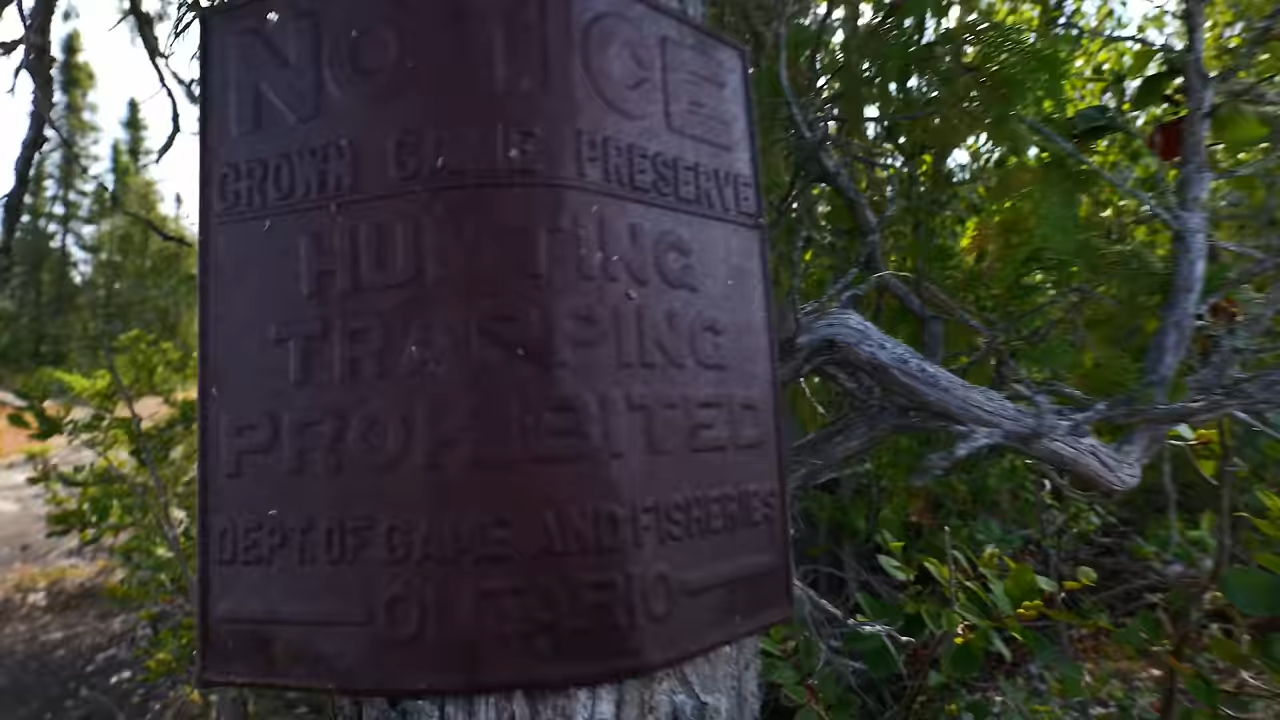 NOTICE
CROWN GAME PRESERVE
HUNTING
TRAPPING
PROHIBITED
DEPT. OF GAME AND FISHERIES
ONTARIO